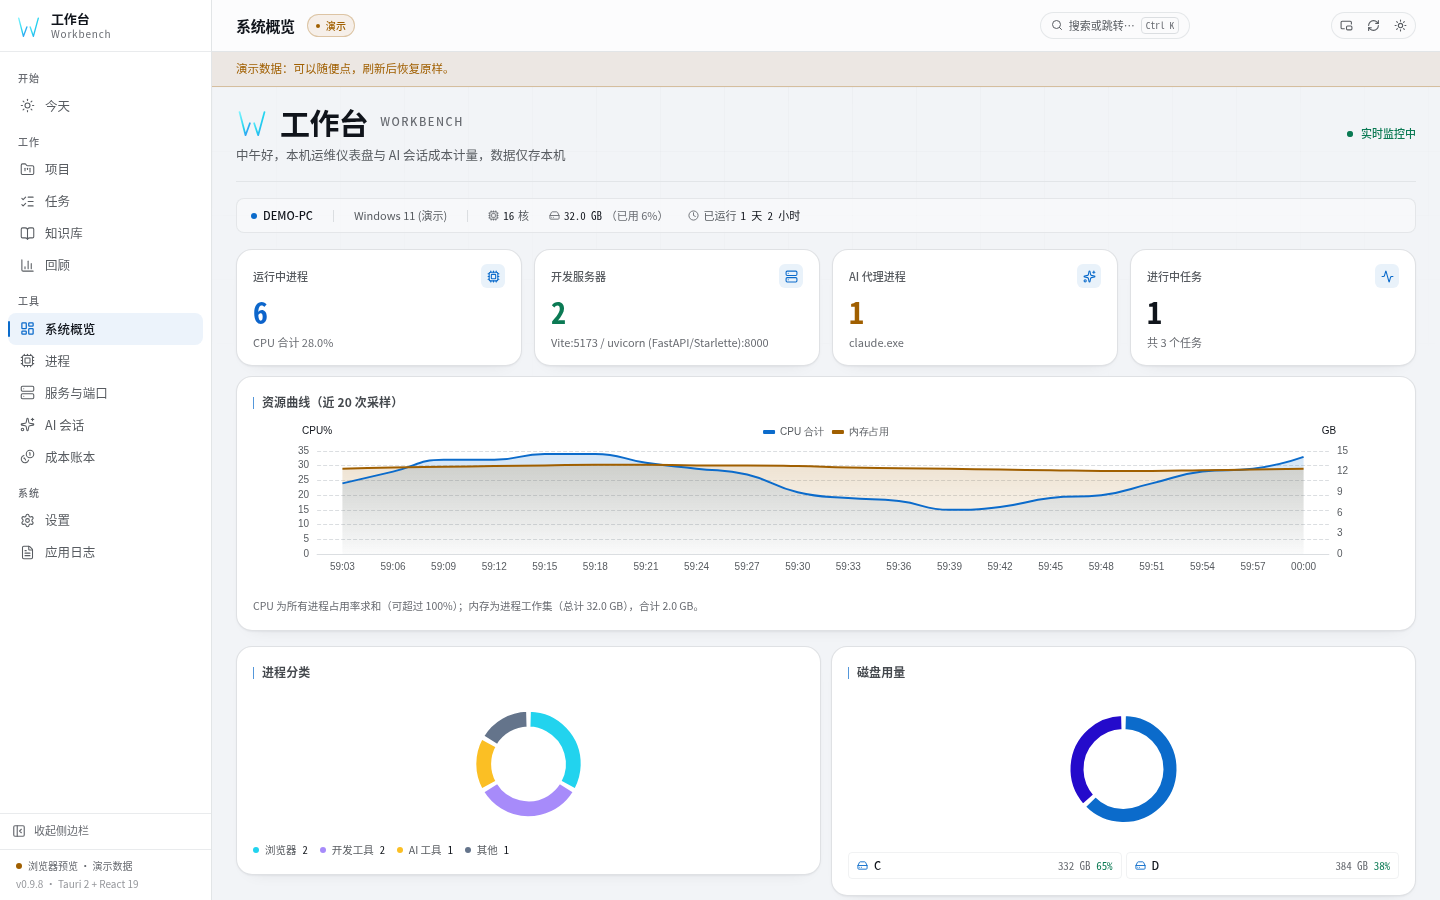 工作台
Workbench
开始
今天
工作
项目
任务
知识库
回顾
工具
系统概览
进程
服务与端口
AI 会话
成本账本
系统
设置
应用日志
收起侧边栏
浏览器预览 · 演示数据
v0.9.8 · Tauri 2 + React 19
系统概览
演示
搜索或跳转… Ctrl K
演示数据：可以随便点，刷新后恢复原样。
工作台 WORKBENCH
中午好，本机运维仪表盘与 AI 会话成本计量，数据仅存本机
实时监控中
DEMO-PC Windows 11 (演示) 16 核 32.0 GB （已用 6%） 已运行 1 天 2 小时
运行中进程
6
CPU 合计 28.0%
开发服务器
2
Vite:5173 / uvicorn (FastAPI/Starlette):8000
AI 代理进程
1
claude.exe
进行中任务
1
共 3 个任务
资源曲线（近 20 次采样）
CPU% CPU 合计 内存占用 GB
35 30 25 20 15 10 5 0
15 12 9 6 3 0
59:03 59:06 59:09 59:12 59:15 59:18 59:21 59:24 59:27 59:30 59:33 59:36 59:39 59:42 59:45 59:48 59:51 59:54 59:57 00:00
CPU 为所有进程占用率求和（可超过 100%）；内存为进程工作集（总计 32.0 GB），合计 2.0 GB。
进程分类
浏览器 2 开发工具 2 AI 工具 1 其他 1
磁盘用量
C 332 GB 65%
D 384 GB 38%